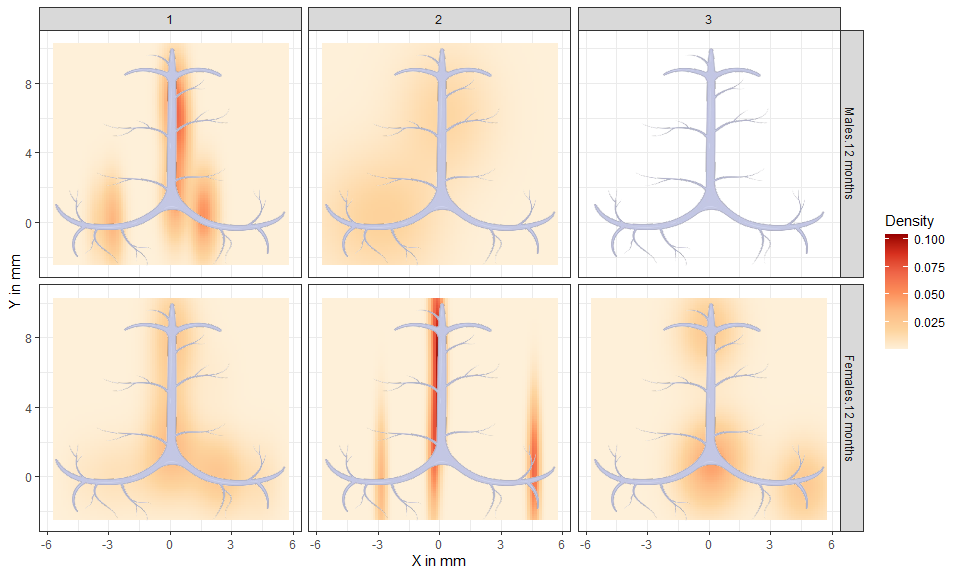 1 2 3
8
4
0
Males.12 months
Y in mm
8
4
0
Females.12 months
-6 -3 0 3 6 -6 -3 0 3 6 -6 -3 0 3 6
X in mm
Density
0.100
0.075
0.050
0.025